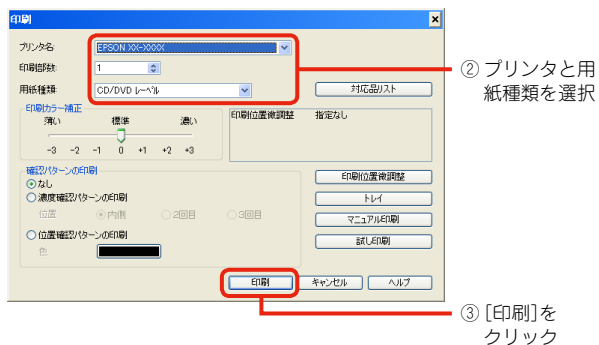 印刷
プリンタ名
EPSON XX-XXXX
印刷部数:
1
用紙種類:
CD/DVD レーベル
対応品リスト
② プリンタと用
紙種類を選択
印刷カラー補正
薄い 標準 濃い
-3 -2 -1 0 +1 +2 +3
印刷位置微調整 指定なし
確認パターンの印刷
なし
濃度確認パターンの印刷
位置 内側 2回目 3回目
位置確認パターンの印刷
色
印刷位置微調整
トレイ
マニュアル印刷
試し印刷
印刷 キャンセル ヘルプ
③ [印刷]を
クリック